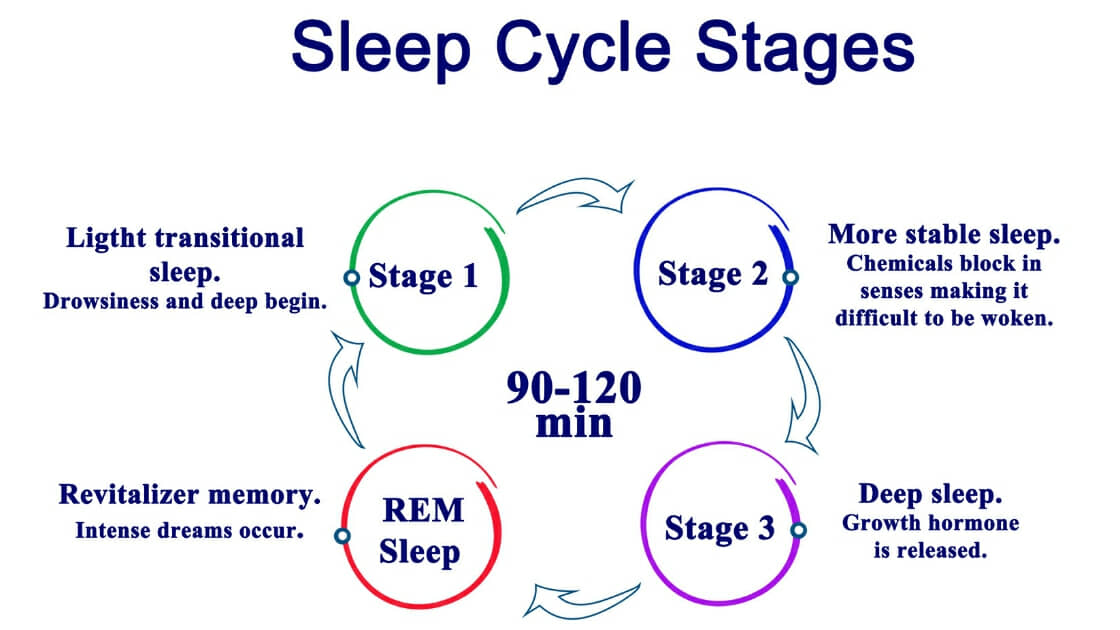 Sleep Cycle Stages
Ligtht transitional
sleep.
Drowsiness and deep begin.
Stage 1
Stage 2
More stable sleep.
Chemicals block in
senses making it
difficult to be woken.
90-120
min
Revitalizer memory.
Intense dreams occur.
REM
Sleep
Stage 3
Deep sleep.
Growth hormone
is released.